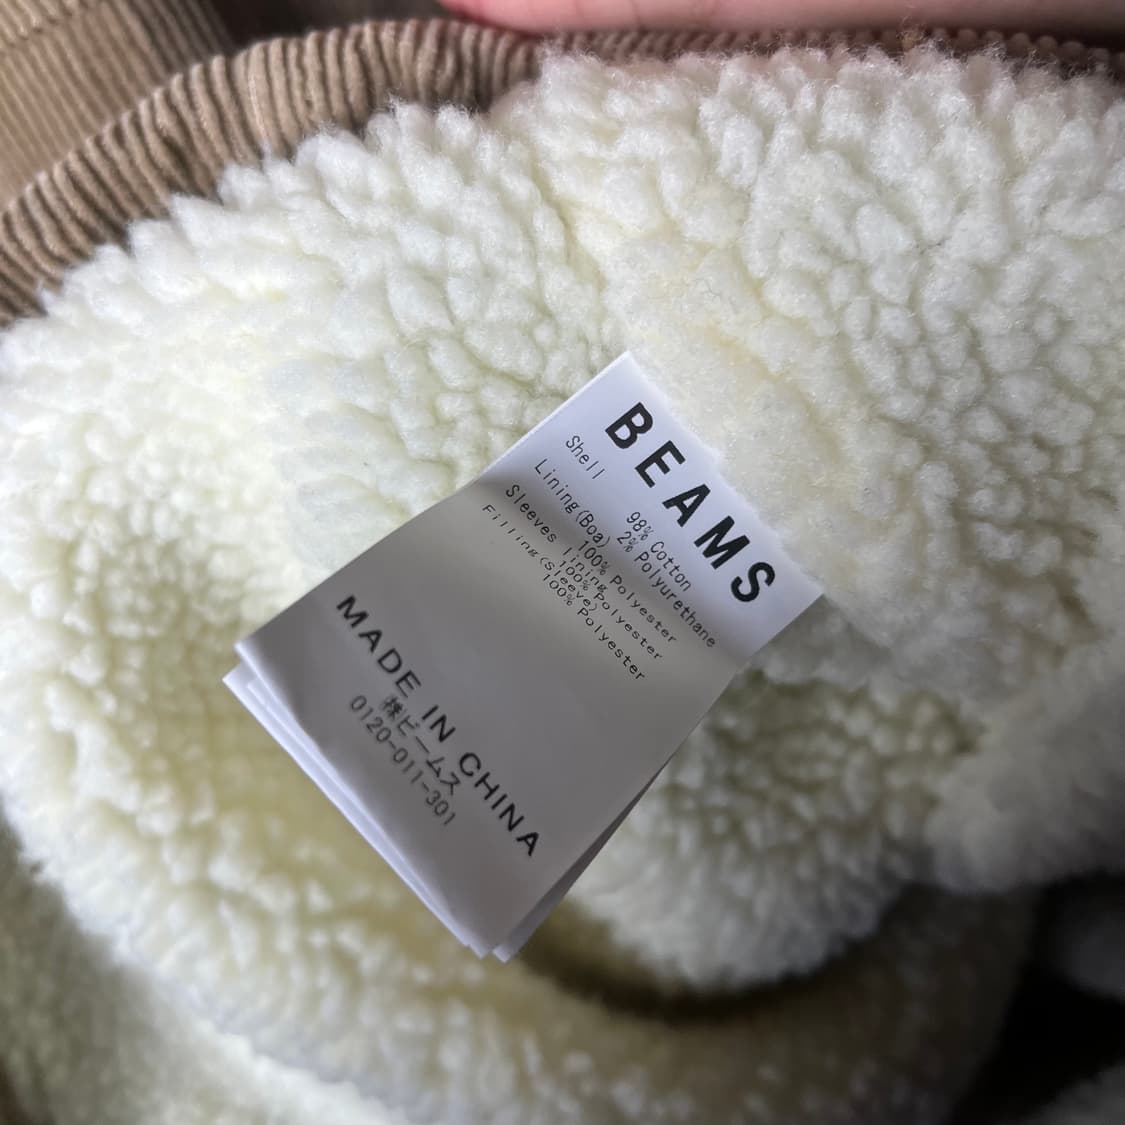 BEAMS
Shell 98% Cotton
2% Polyurethane
Lining(Boa)
100% Polyester
Sleeves lining
100% Polyester
Filling(sleeve)
100% Polyester
MADE IN CHINA
㈱ビームス
0120-011-301